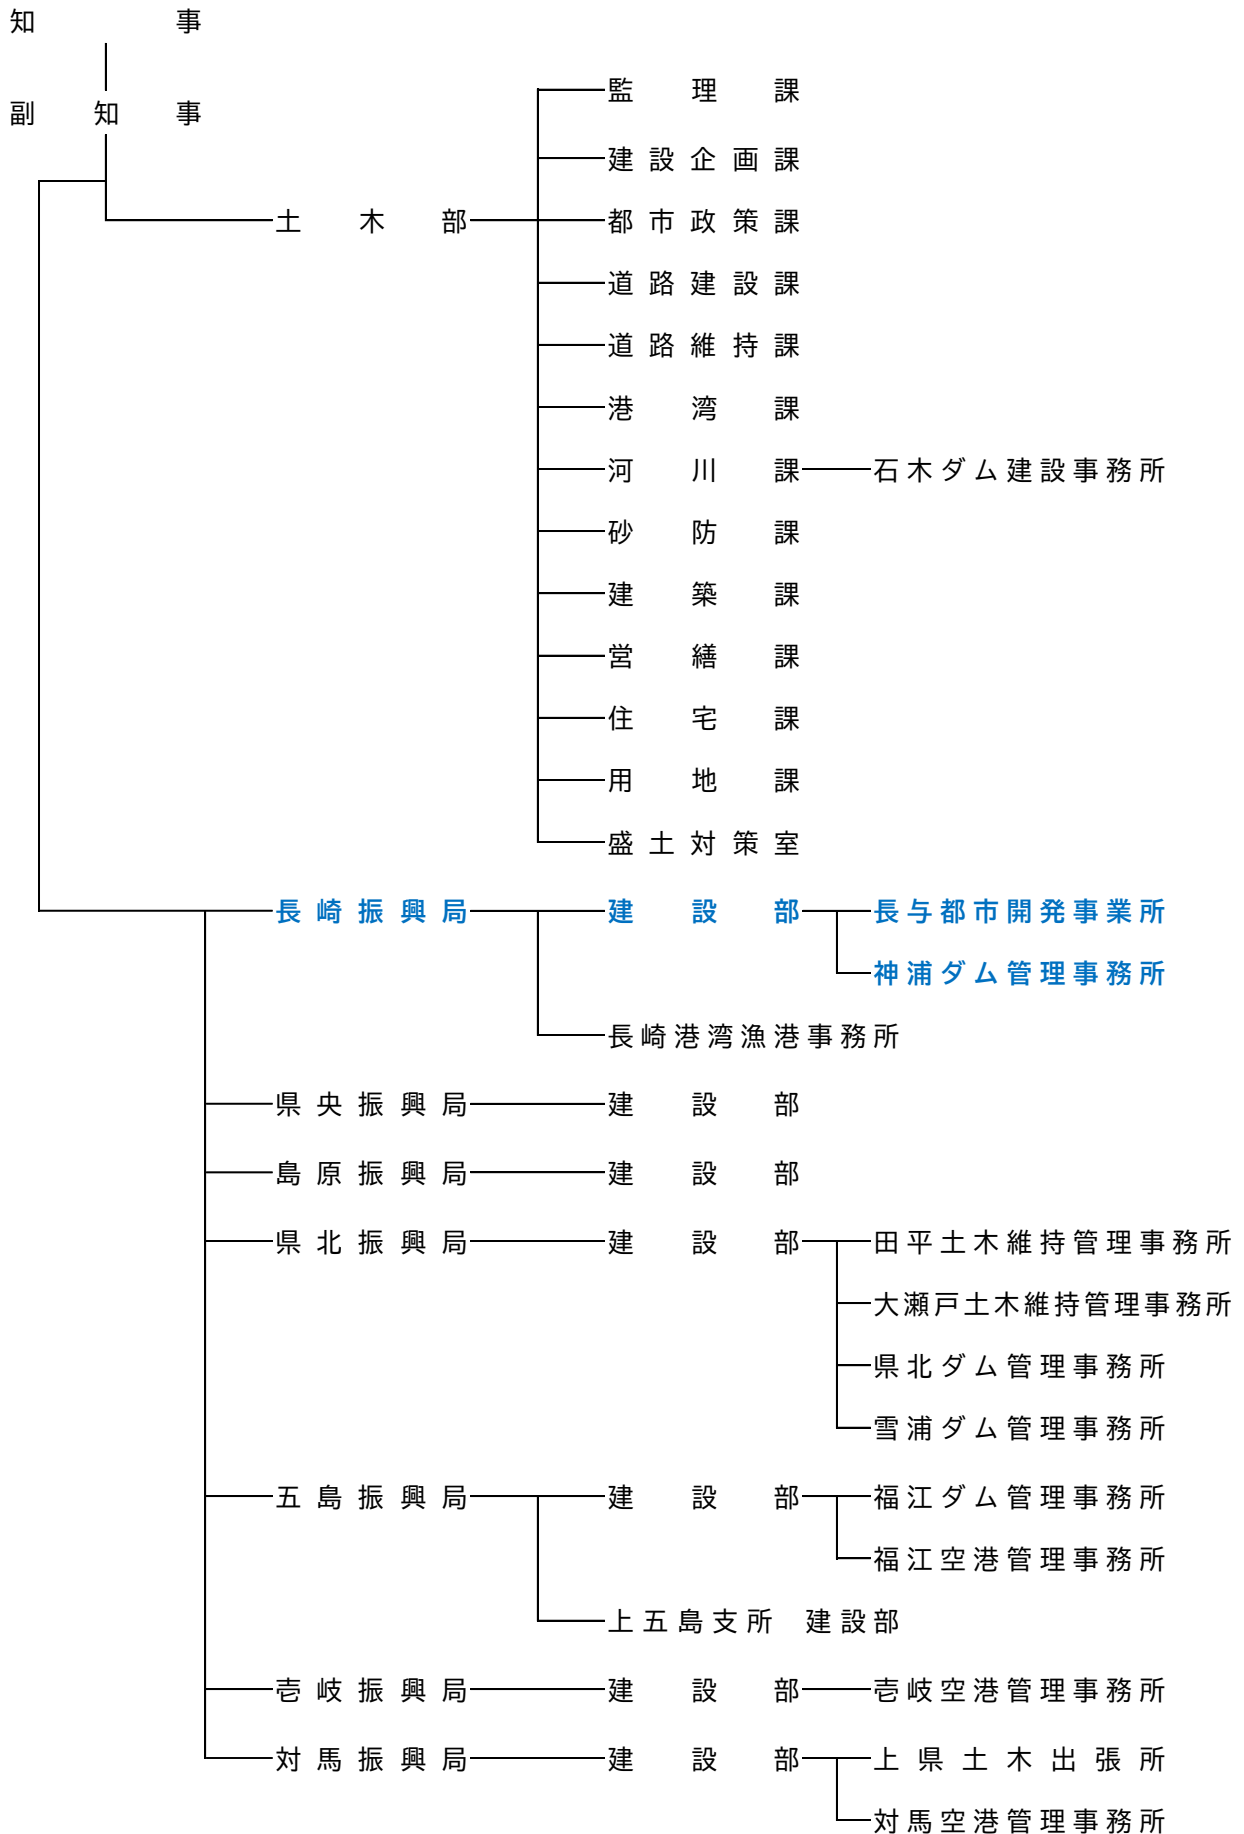 知事
副知事
監理課
建設企画課
土木部 都市政策課
道路建設課
道路維持課
港湾課
河川課 石木ダム建設事務所
砂防課
建築課
営繕課
住宅課
用地課
盛土対策室
長崎振興局 建設部 長与都市開発事業所
神浦ダム管理事務所
長崎港湾漁港事務所
県央振興局 建設部
島原振興局 建設部
県北振興局 建設部 田平土木維持管理事務所
大瀬戸土木維持管理事務所
県北ダム管理事務所
雪浦ダム管理事務所
五島振興局 建設部 福江ダム管理事務所
福江空港管理事務所
上五島支所 建設部
壱岐振興局 建設部 壱岐空港管理事務所
対馬振興局 建設部 上県土木出張所
対馬空港管理事務所